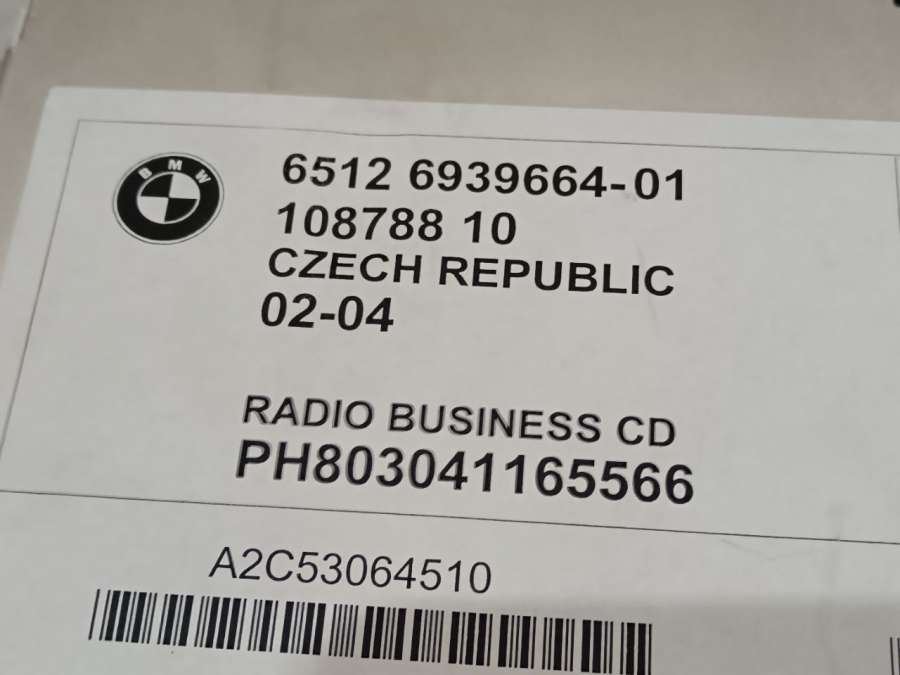 BMW
6512 6939664-01
108788 10
CZECH REPUBLIC
02-04
RADIO BUSINESS CD
PH803041165566
A2C53064510